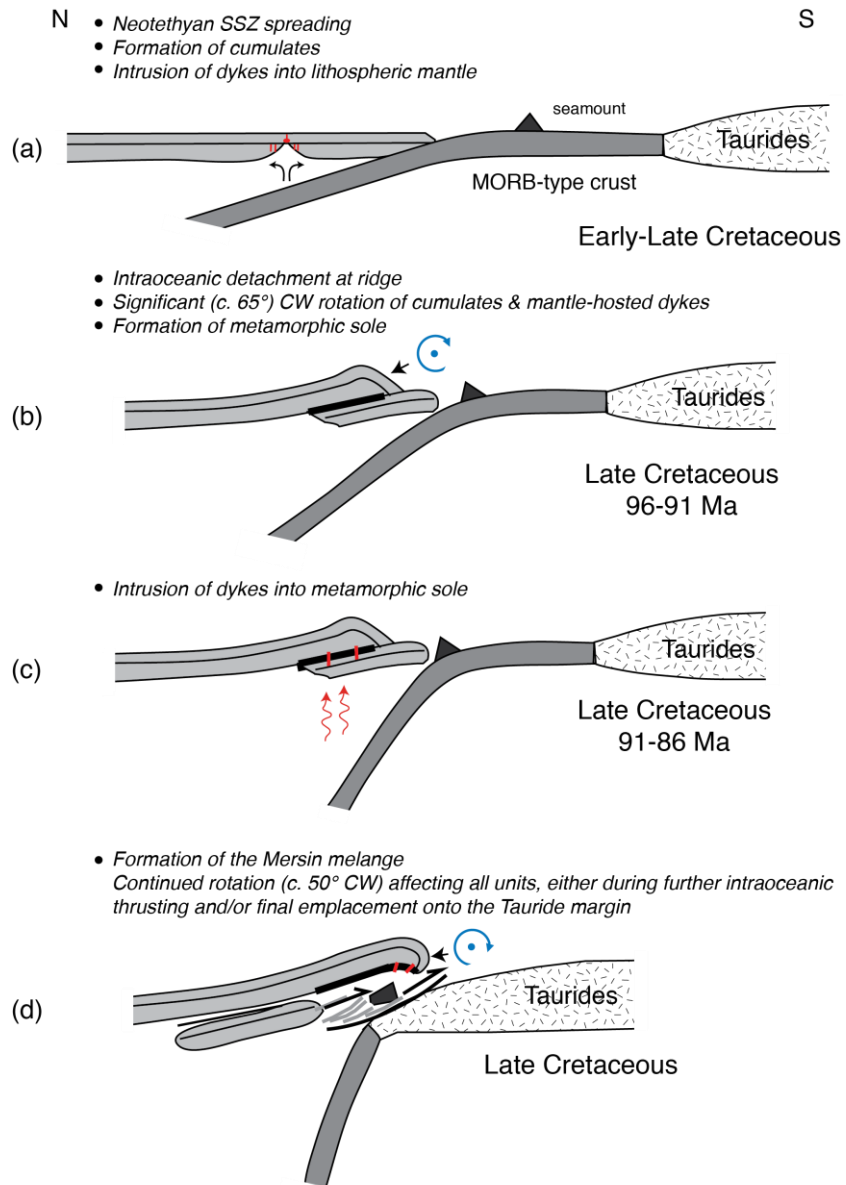 N
S
• Neotethyan SSZ spreading
• Formation of cumulates
• Intrusion of dykes into lithospheric mantle
seamount
(a)
Taurides
MORB-type crust
Early-Late Cretaceous
• Intraoceanic detachment at ridge
• Significant (c. 65°) CW rotation of cumulates & mantle-hosted dykes
• Formation of metamorphic sole
(b)
Taurides
Late Cretaceous
96-91 Ma
• Intrusion of dykes into metamorphic sole
(c)
Taurides
Late Cretaceous
91-86 Ma
• Formation of the Mersin melange
Continued rotation (c. 50° CW) affecting all units, either during further intraoceanic
thrusting and/or final emplacement onto the Tauride margin
(d)
Taurides
Late Cretaceous